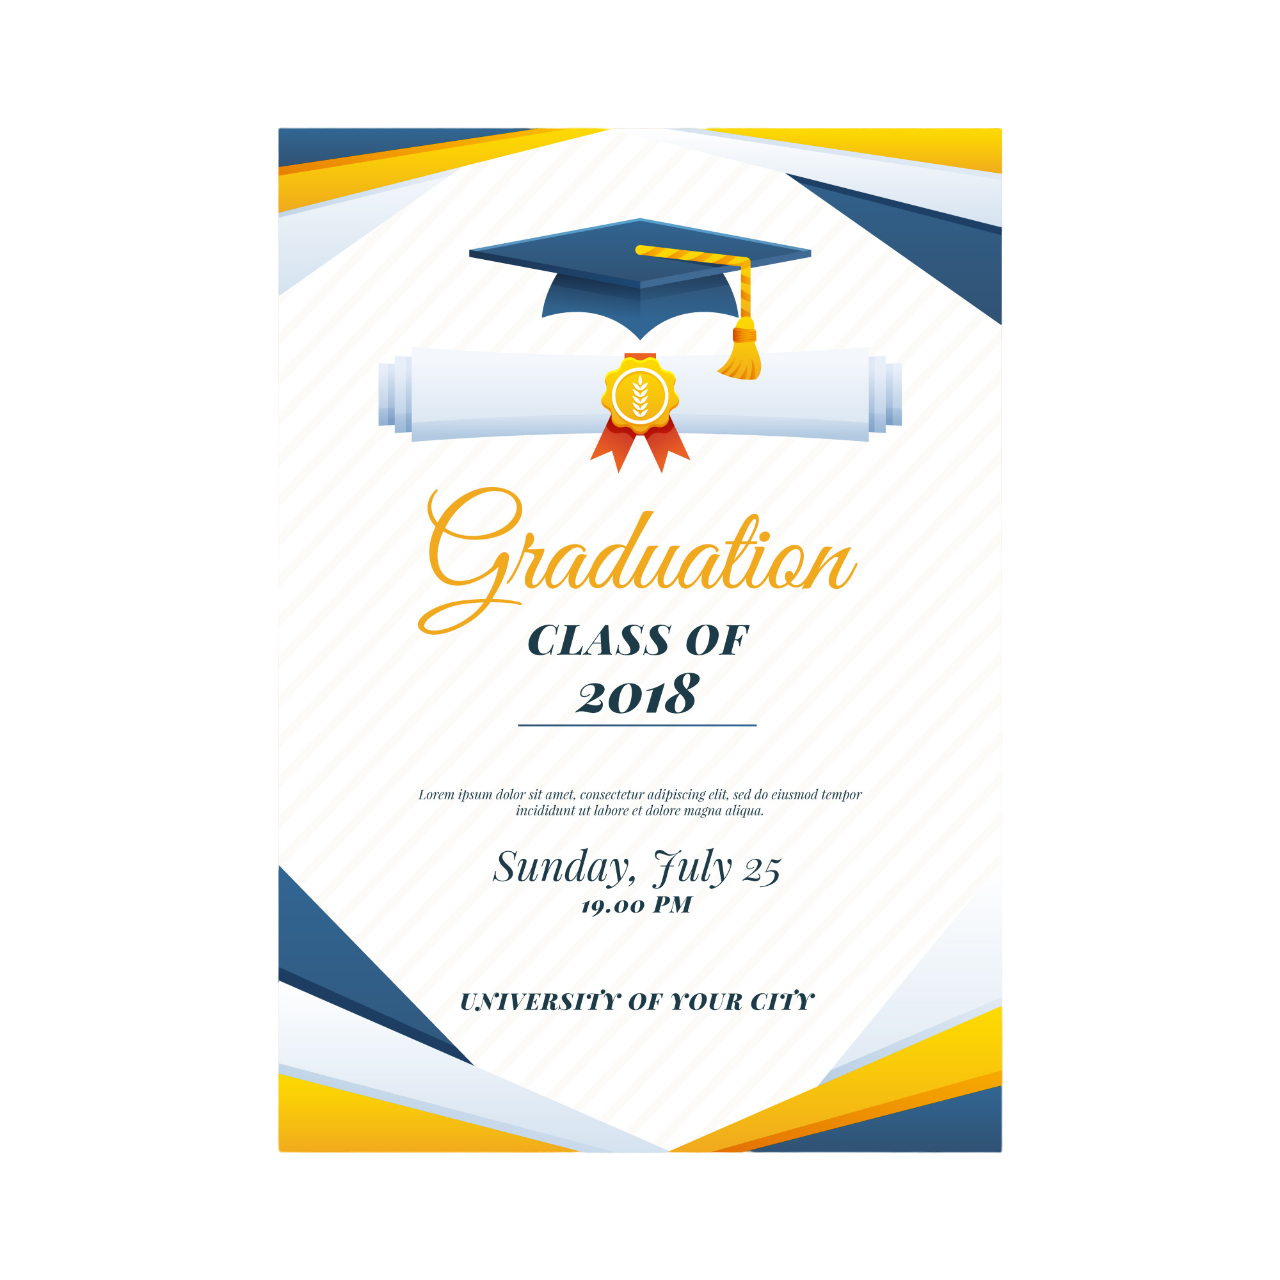 Graduation
CLASS OF
2018
Lorem ipsum dolor sit amet, consectetur adipiscing elit, sed do eiusmod tempor
incididunt ut labore et dolore magna aliqua.
Sunday, July 25
19.00 PM
UNIVERSITY OF YOUR CITY